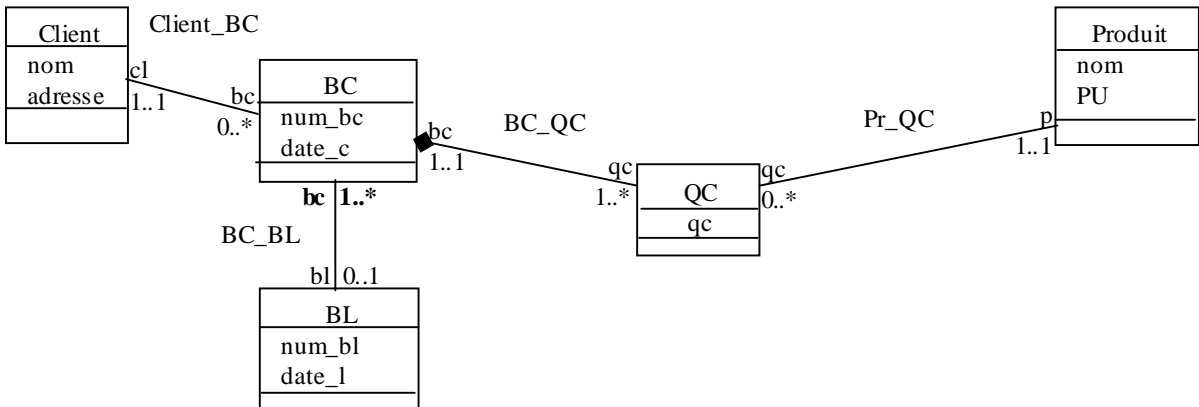 Client
nom
adresse
Client_BC
cl
1..1
bc
0..*
BC
num_bc
date_c
bc
1..1
BC_QC
qc
1..*
QC
qc
qc
0..*
Pr_QC
p
1..1
Produit
nom
PU
bc 1..*
BC_BL
bl 0..1
BL
num_bl
date_l